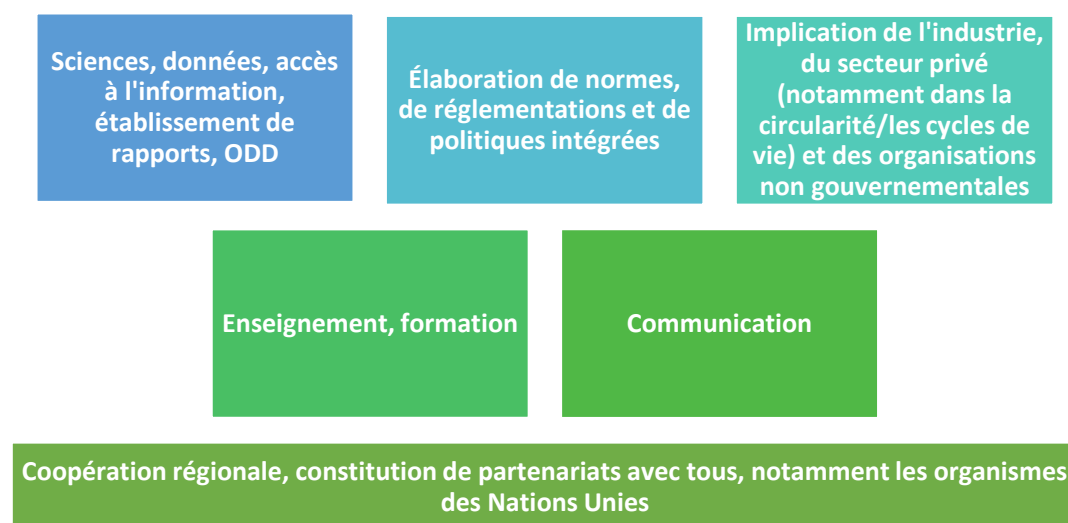 Sciences, données, accès
à l'information,
établissement de
rapports, ODD
Élaboration de normes,
de réglementations et de
politiques intégrées
Implication de l'industrie,
du secteur privé
(notamment dans la
circularité/les cycles de
vie) et des organisations
non gouvernementales
Enseignement, formation
Communication
Coopération régionale, constitution de partenariats avec tous, notamment les organismes
des Nations Unies